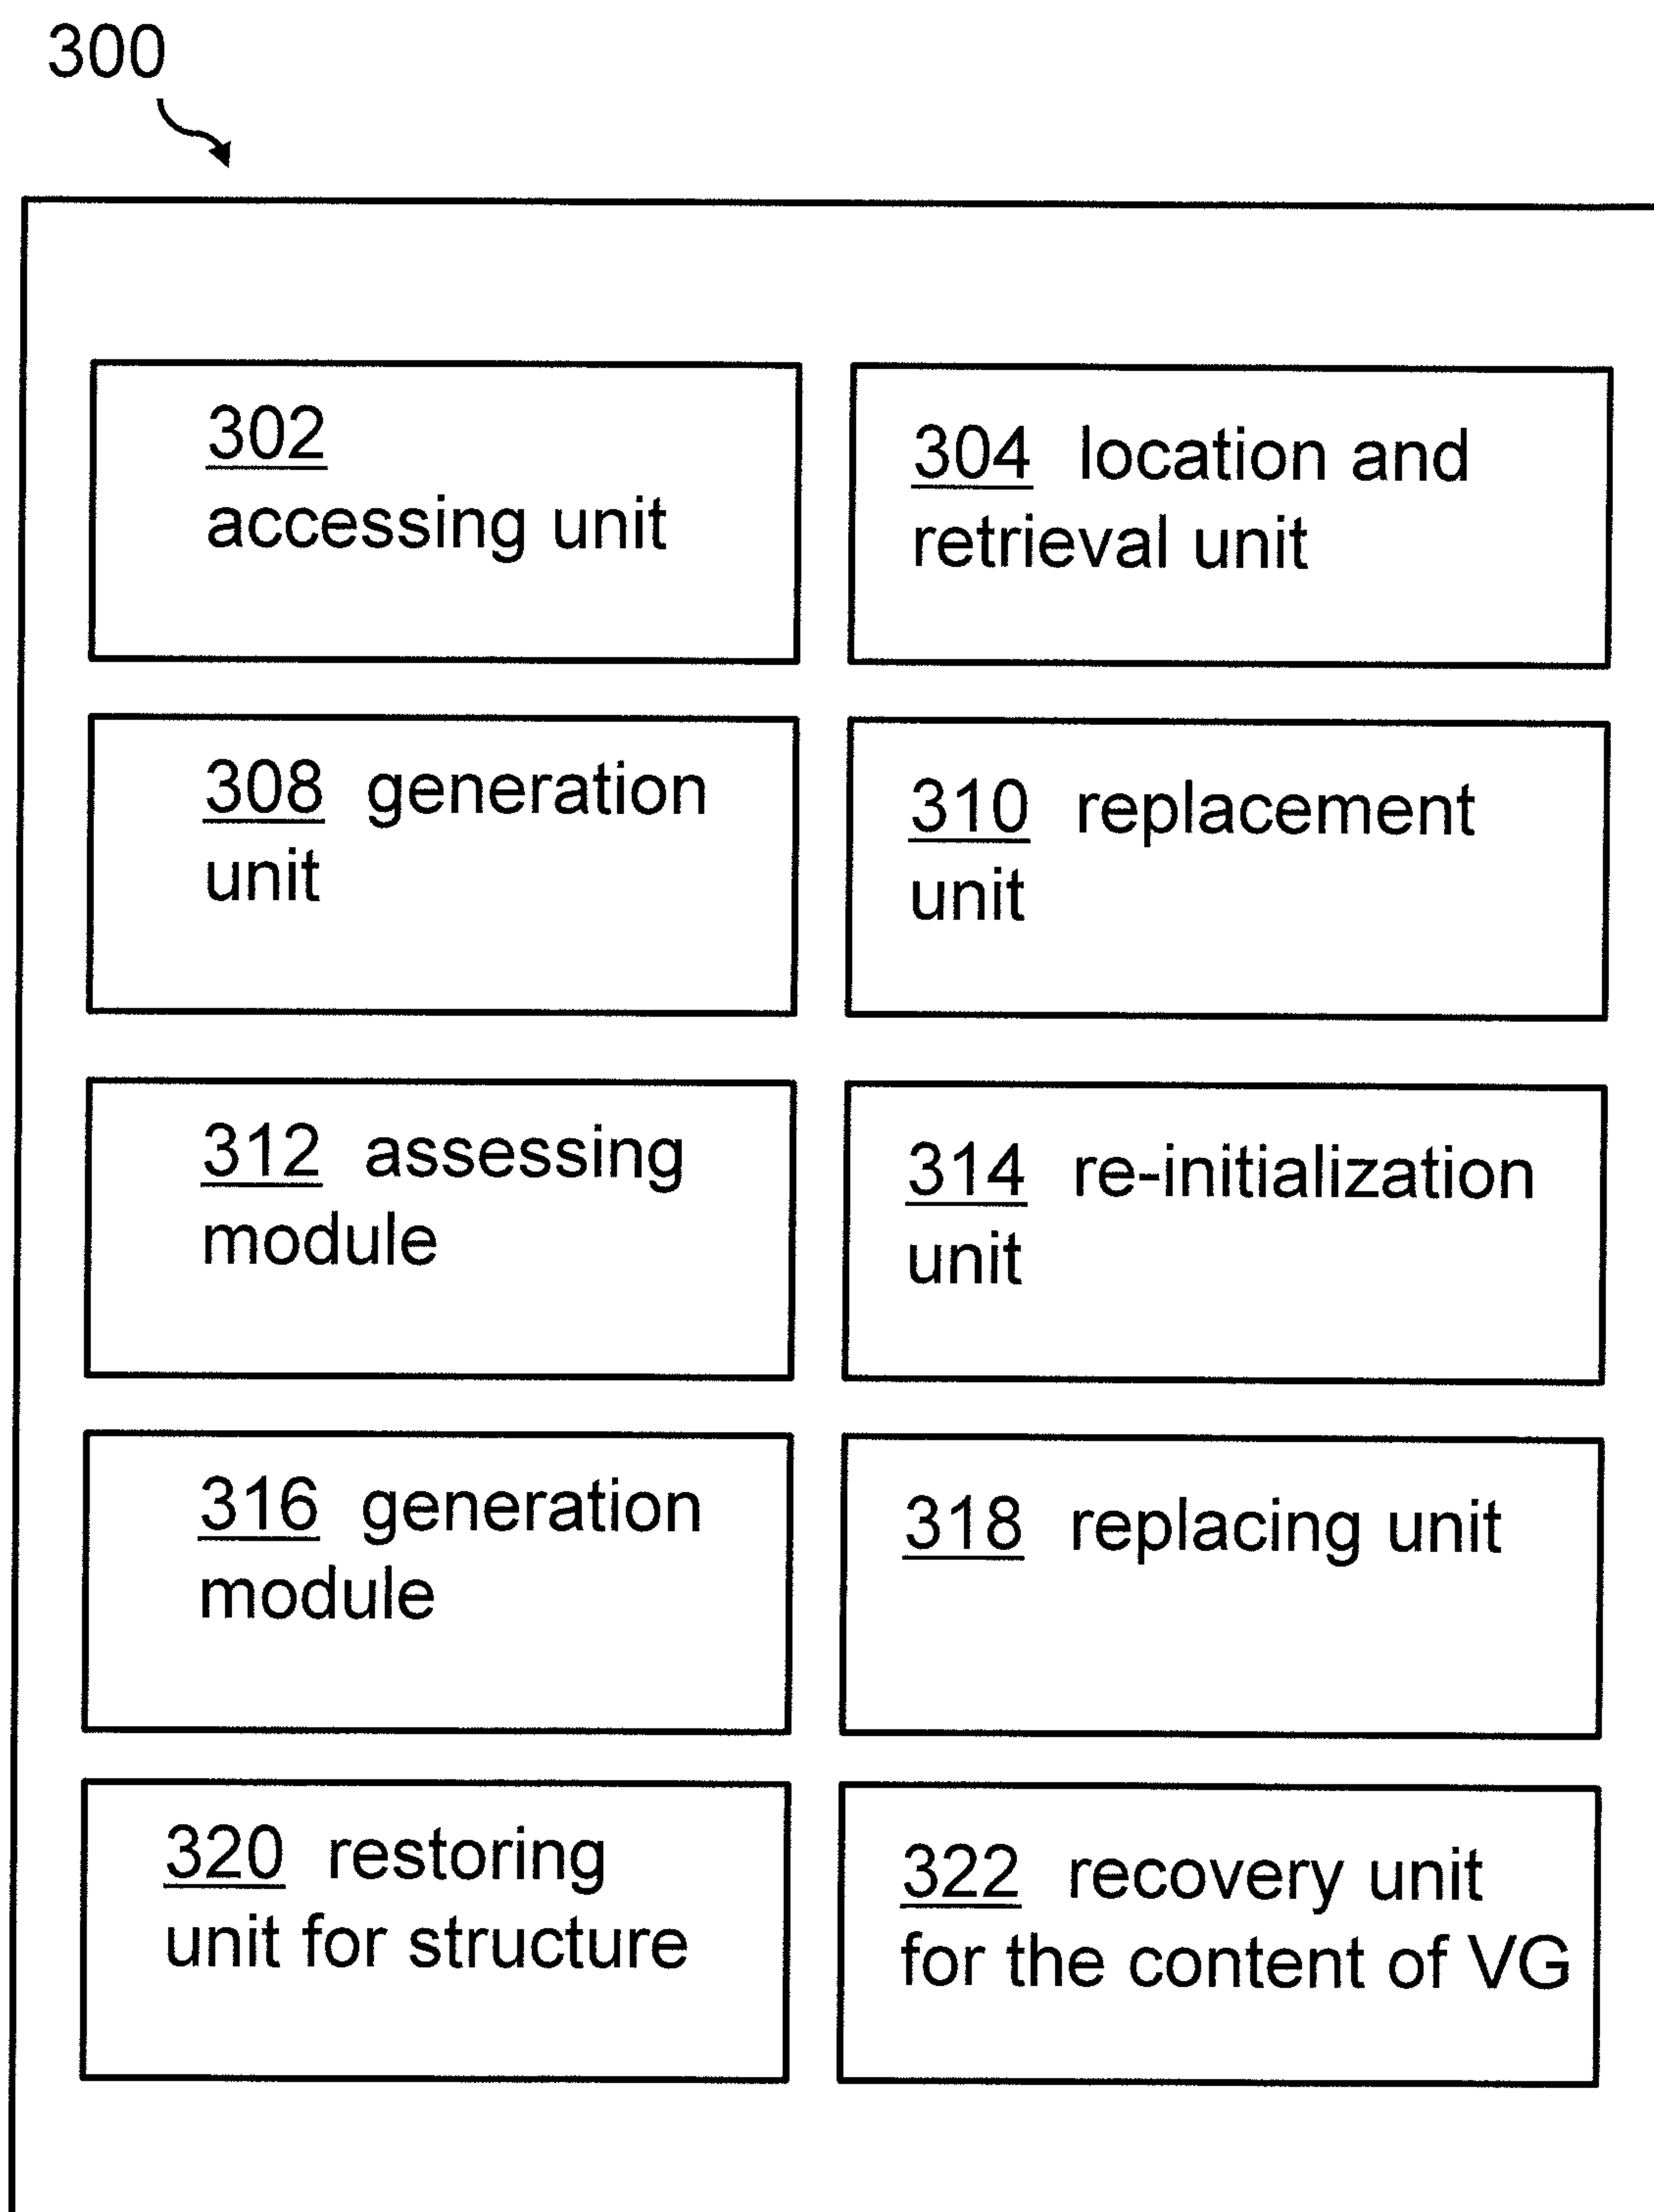 300
302
accessing unit
304 location and
retrieval unit
308 generation
unit
310 replacement
unit
312 assessing
module
314 re-initialization
unit
316 generation
module
318 replacing unit
320 restoring
unit for structure
322 recovery unit
for the content of VG